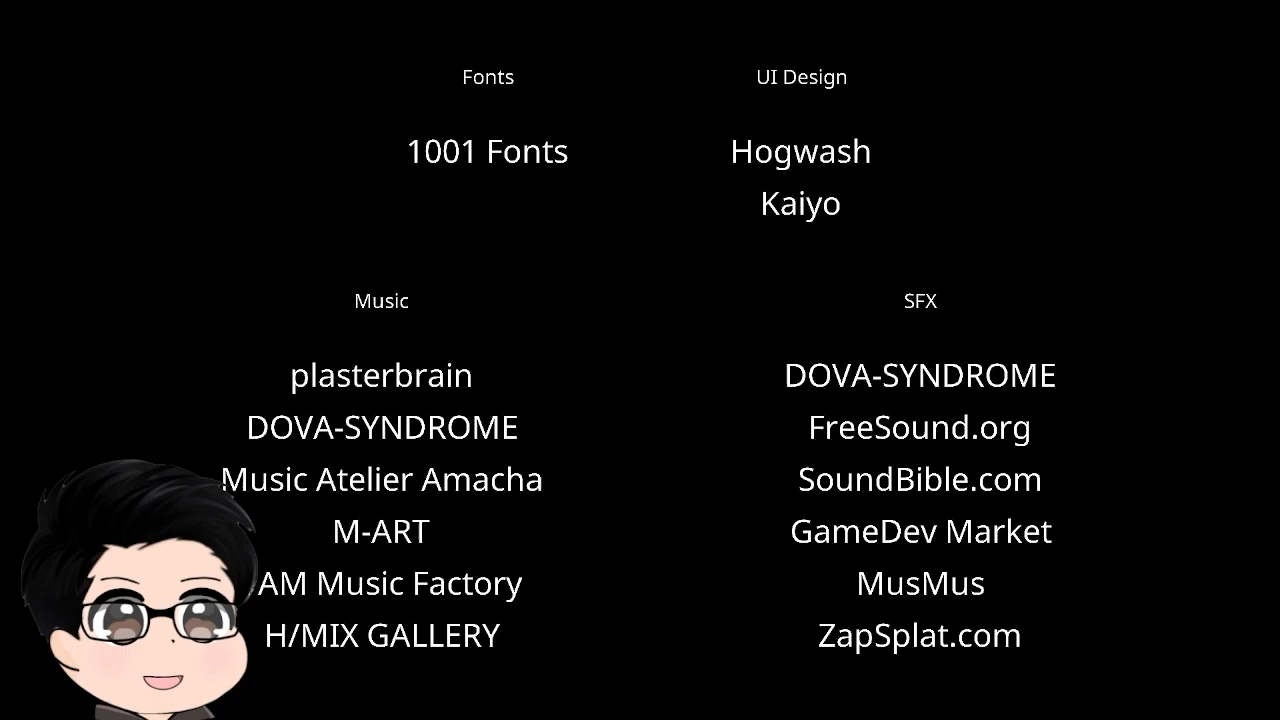 Fonts
1001 Fonts
UI Design
Hogwash
Kaiyo
Music
plasterbrain
DOVA-SYNDROME
Music Atelier Amacha
M-ART
AM Music Factory
H/MIX GALLERY
SFX
DOVA-SYNDROME
FreeSound.org
SoundBible.com
GameDev Market
MusMus
ZapSplat.com